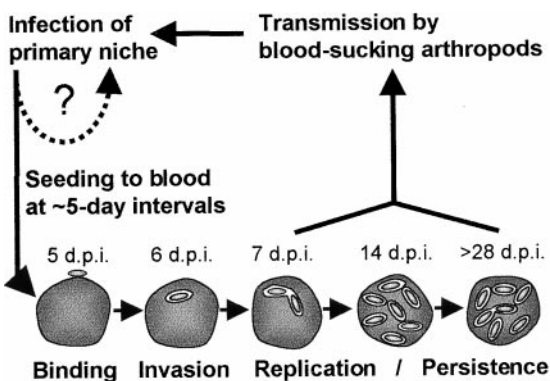 Infection of
primary niche
Transmission by
blood-sucking arthropods
?
Seeding to blood
at ~5-day intervals
5 d.p.i.
6 d.p.i.
7 d.p.i.
14 d.p.i.
>28 d.p.i.
Binding
Invasion
Replication / Persistence